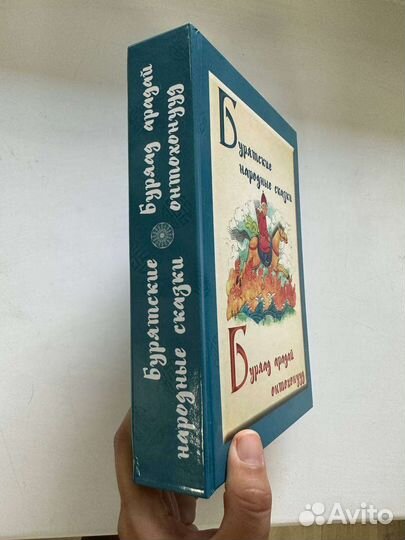 Бурятские
народные сказки
Буряад арадай
онтохонууд
Бурятские
народные сказки
Буряад арадай
онтохонууд
Avito